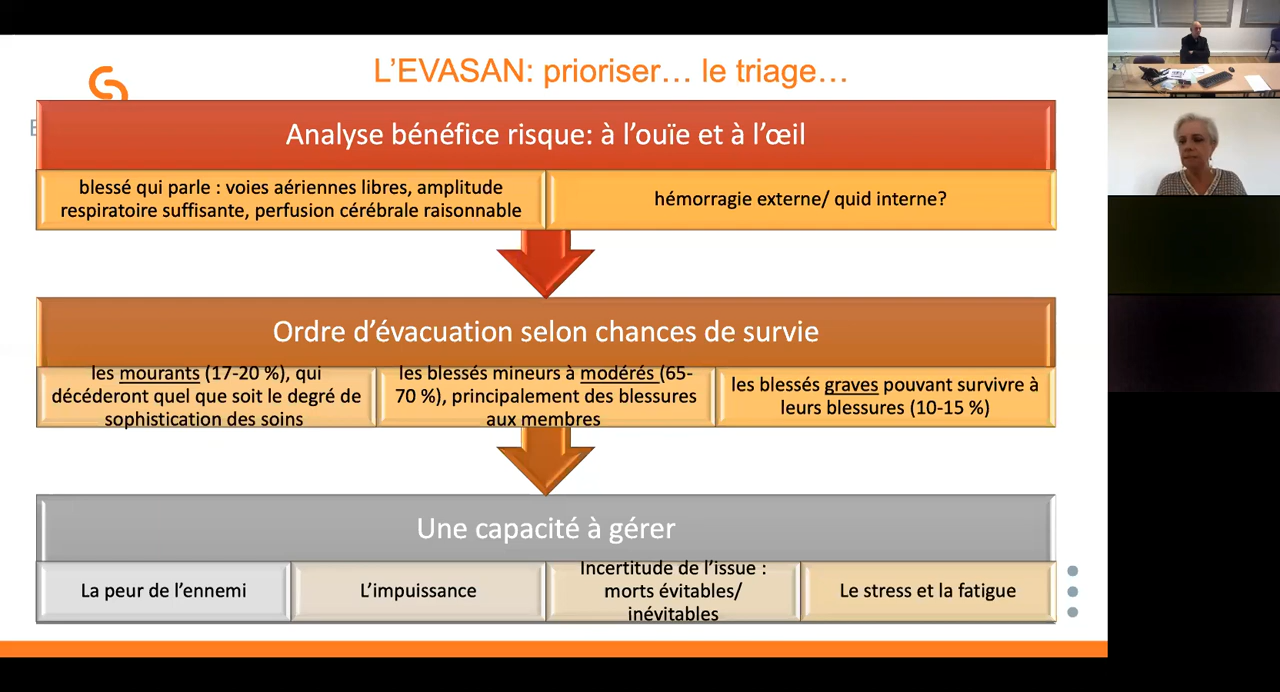 L'EVASAN: prioriser… le triage…
Analyse bénéfice risque: à l'ouïe et à l'œil
blessé qui parle : voies aériennes libres, amplitude
respiratoire suffisante, perfusion cérébrale raisonnable
hémorragie externe/ quid interne?
Ordre d'évacuation selon chances de survie
les mourants (17-20 %), qui
décéderont quel que soit le degré de
sophistication des soins
les blessés mineurs à modérés (65-
70 %), principalement des blessures
aux membres
les blessés graves pouvant survivre à
leurs blessures (10-15 %)
Une capacité à gérer
La peur de l'ennemi
L'impuissance
Incertitude de l'issue :
morts évitables/
inévitables
Le stress et la fatigue